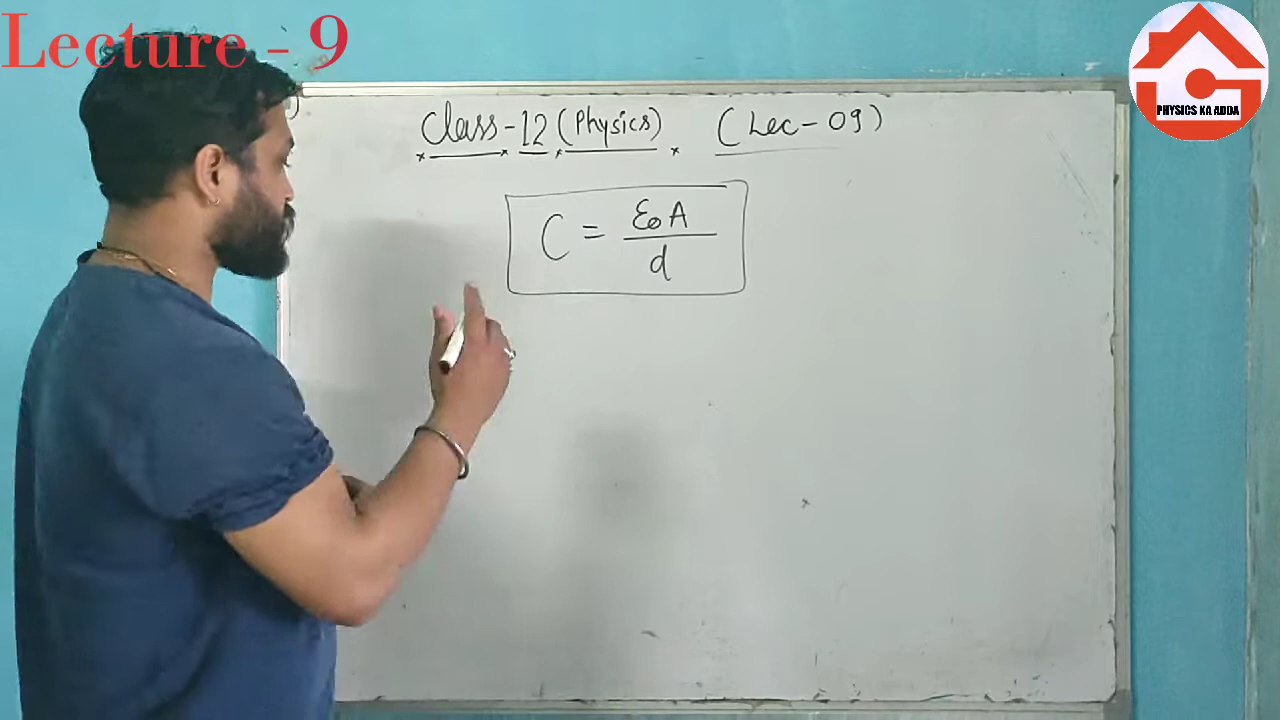 Lecture - 9
PHYSICS KA ADDA
Class - 12 (Physics) (Lec - 09)
C = ε₀A / d